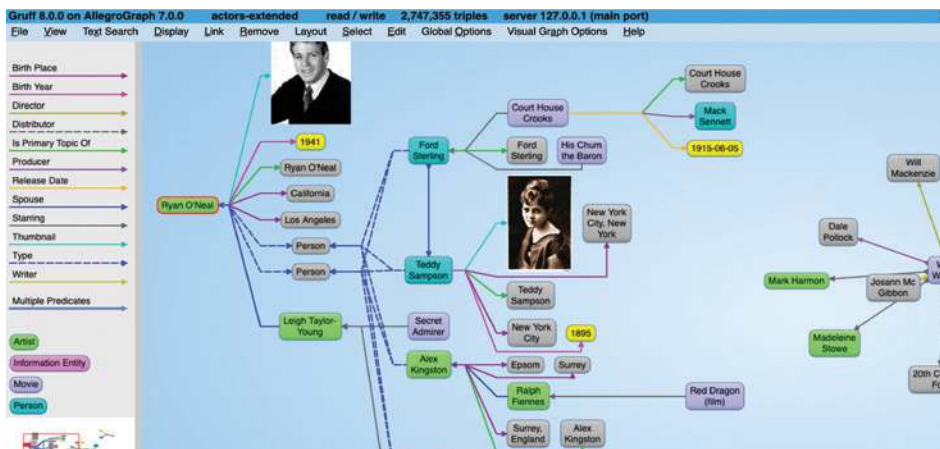 Gruff 8.0.0 on AllegroGraph 7.0.0 actors-extended read / write 2,747,355 triples server 127.0.0.1 (main port)
File View Text Search Display Link Remove Layout Select Edit Global Options Visual Graph Options Help
Birth Place
Birth Year
Director
Distributor
Is Primary Topic Of
Producer
Release Date
Spouse
Starring
Thumbnail
Type
Writer
Multiple Predicates
Artist
Information Entity
Movie
Person
Ryan O'Neal
1941
Ryan O'Neal
California
Los Angeles
Person
Person
Leigh Taylor-
Young
Ford
Sterling
Teddy
Sampson
Secret
Admirer
Alex
Kingston
Court House
Crooks
Ford
Sterling
His Chum
the Baron
Court House
Crooks
Mack
Sennett
1915-06-05
New York
City, New
York
Teddy
Sampson
New York
City
1895
Epsom
Surrey
Ralph
Fiennes
Red Dragon
(film)
Surrey,
England
Alex
Kingston
Will
Mackenzie
Dale
Pollock
Mark Harmon
Josann Mc
Gibbon
Madeleine
Stowe